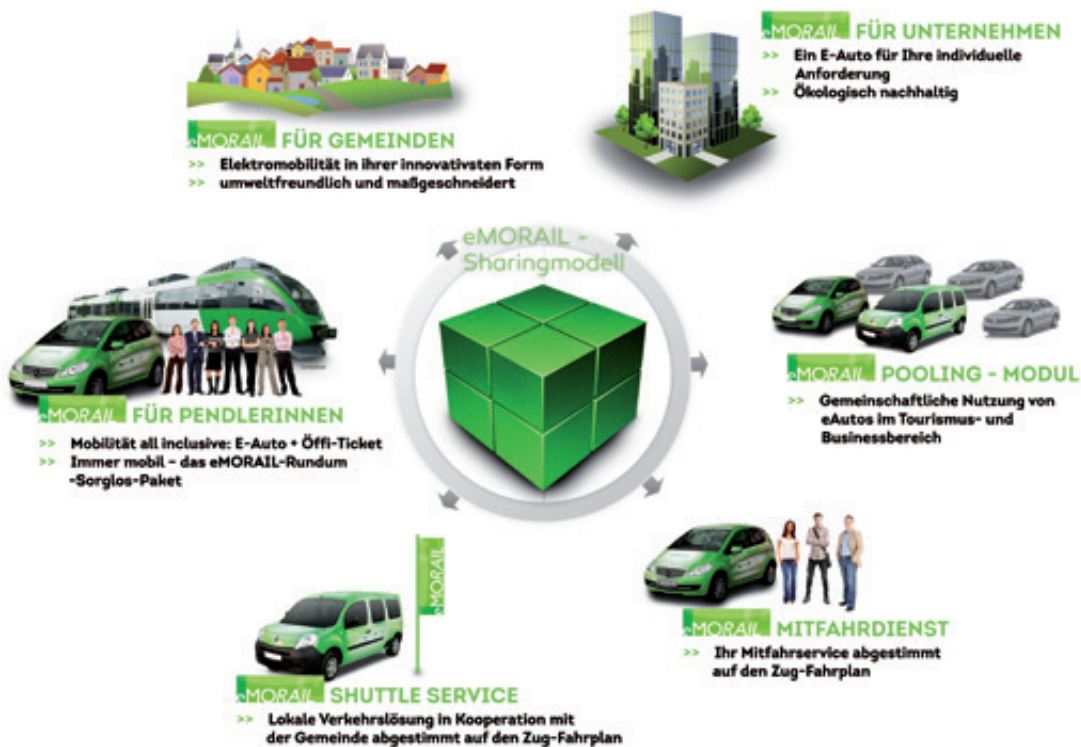 eMORAIL FÜR GEMEINDEN
>> Elektromobilität in ihrer innovativsten Form
>> umweltfreundlich und maßgeschneidert
eMORAIL FÜR UNTERNEHMEN
>> Ein E-Auto für Ihre individuelle
Anforderung
>> Ökologisch nachhaltig
eMORAIL -
Sharingmodell
eMORAIL FÜR PENDLERINNEN
>> Mobilität all inclusive: E-Auto + Öffi-Ticket
>> Immer mobil – das eMORAIL-Rundum
-Sorglos-Paket
eMORAIL POOLING - MODUL
>> Gemeinschaftliche Nutzung von
eAutos im Tourismus- und
Businessbereich
eMORAIL
eMORAIL SHUTTLE SERVICE
>> Lokale Verkehrslösung in Kooperation mit
der Gemeinde abgestimmt auf den Zug-Fahrplan
eMORAIL MITFAHRDIENST
>> Ihr Mitfahrservice abgestimmt
auf den Zug-Fahrplan